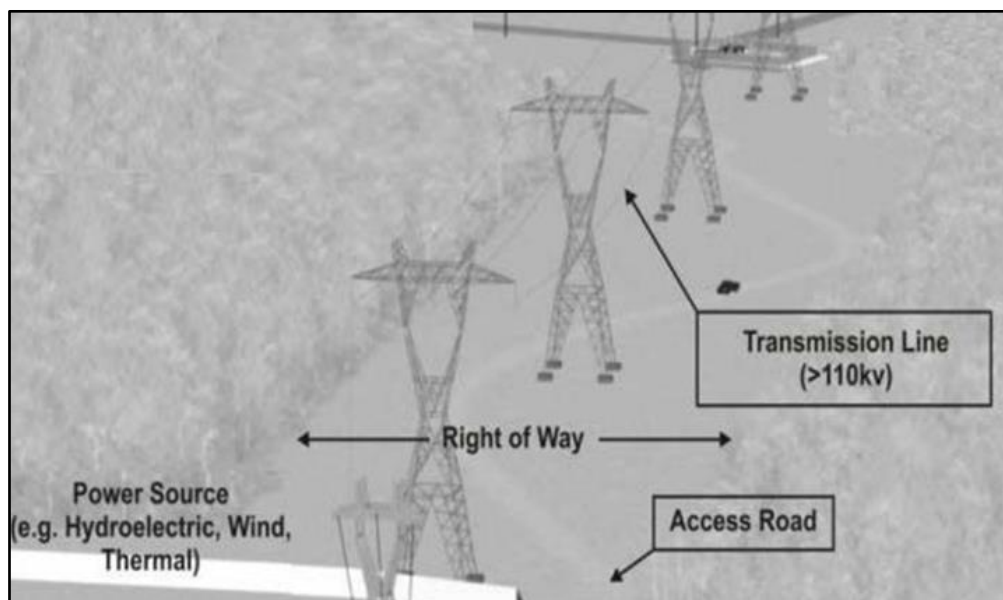 Transmission Line
(>110kv)
Right of Way
Power Source
(e.g. Hydroelectric, Wind,
Thermal)
Access Road